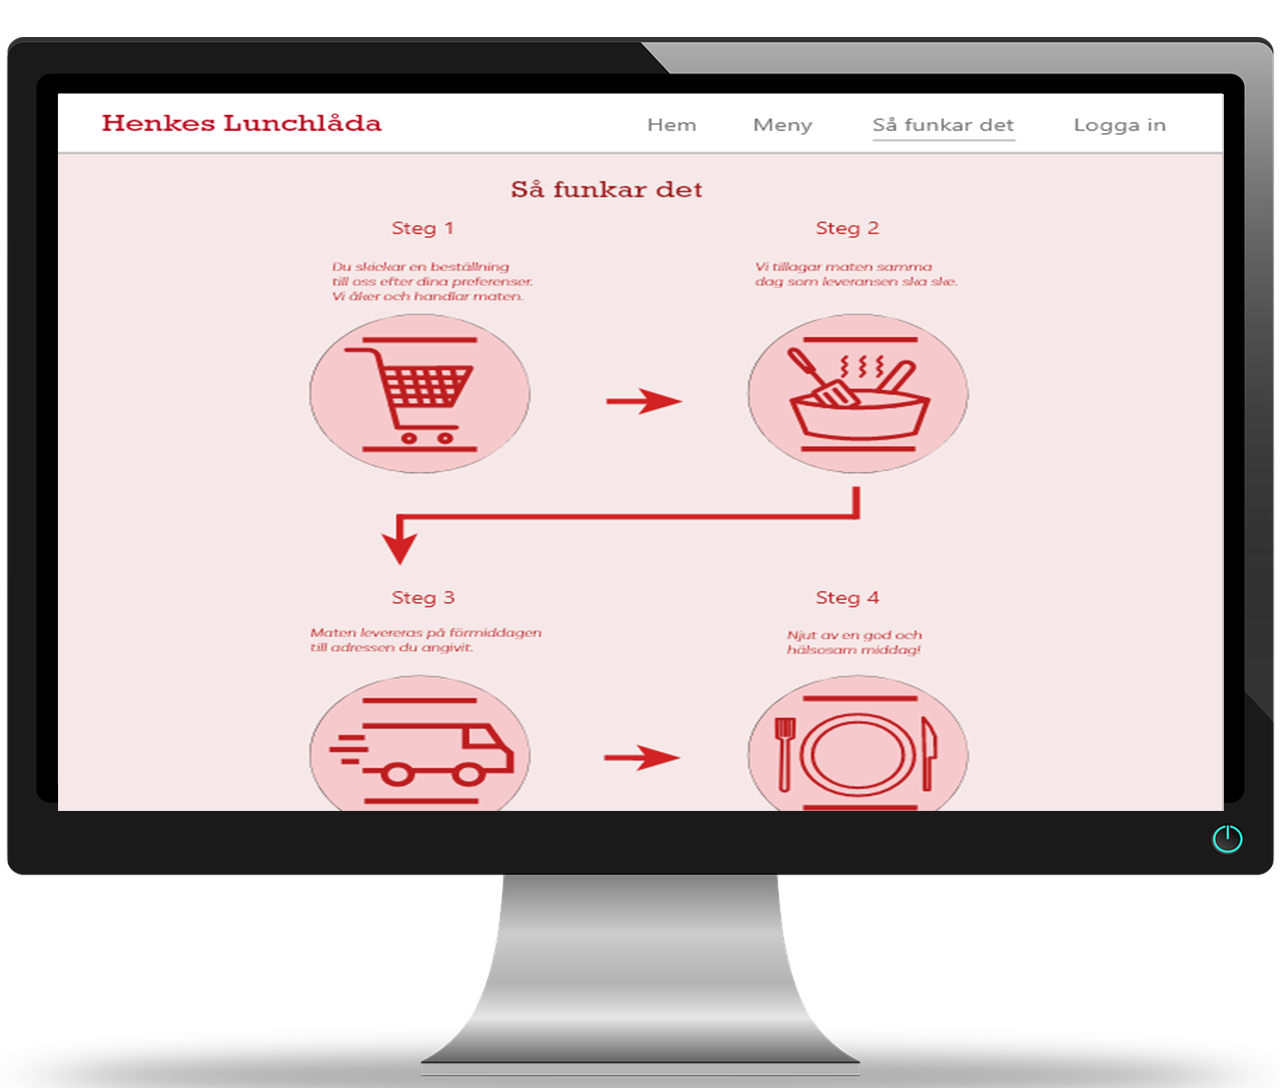 Henkes Lunchlåda
Hem
Meny
Så funkar det
Logga in
Så funkar det
Steg 1
Du skickar en beställning
till oss efter dina preferenser.
Vi åker och handlar maten.
Steg 2
Vi tillagar maten samma
dag som leveransen ska ske.
Steg 3
Maten levereras på förmiddagen
till adressen du angivit.
Steg 4
Njut av en god och
hälsosam middag!